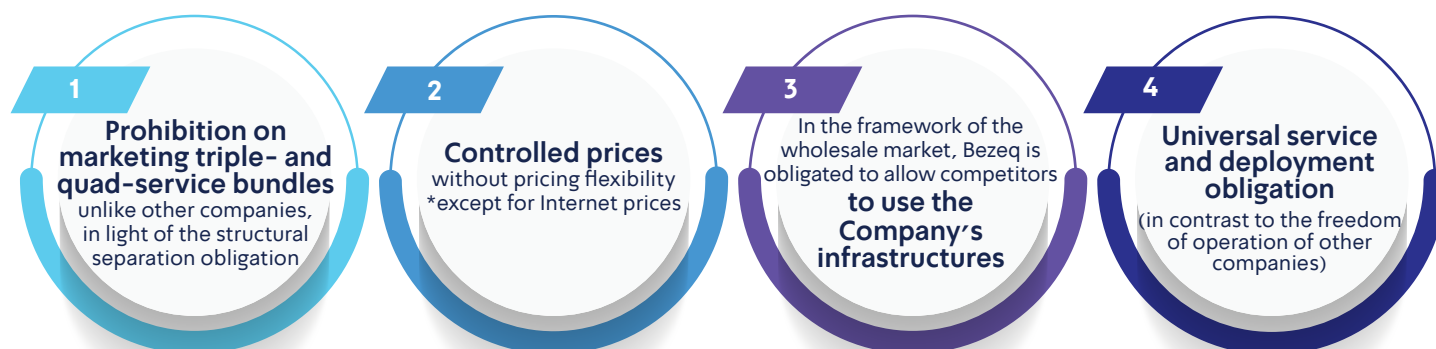 1
Prohibition on
marketing triple- and
quad-service bundles
unlike other companies,
in light of the structural
separation obligation
2
Controlled prices
without pricing flexibility
*except for Internet prices
3
In the framework of the
wholesale market, Bezeq is
obligated to allow competitors
to use the
Company's
infrastructures
4
Universal service
and deployment
obligation
(in contrast to the freedom
of operation of other
companies)